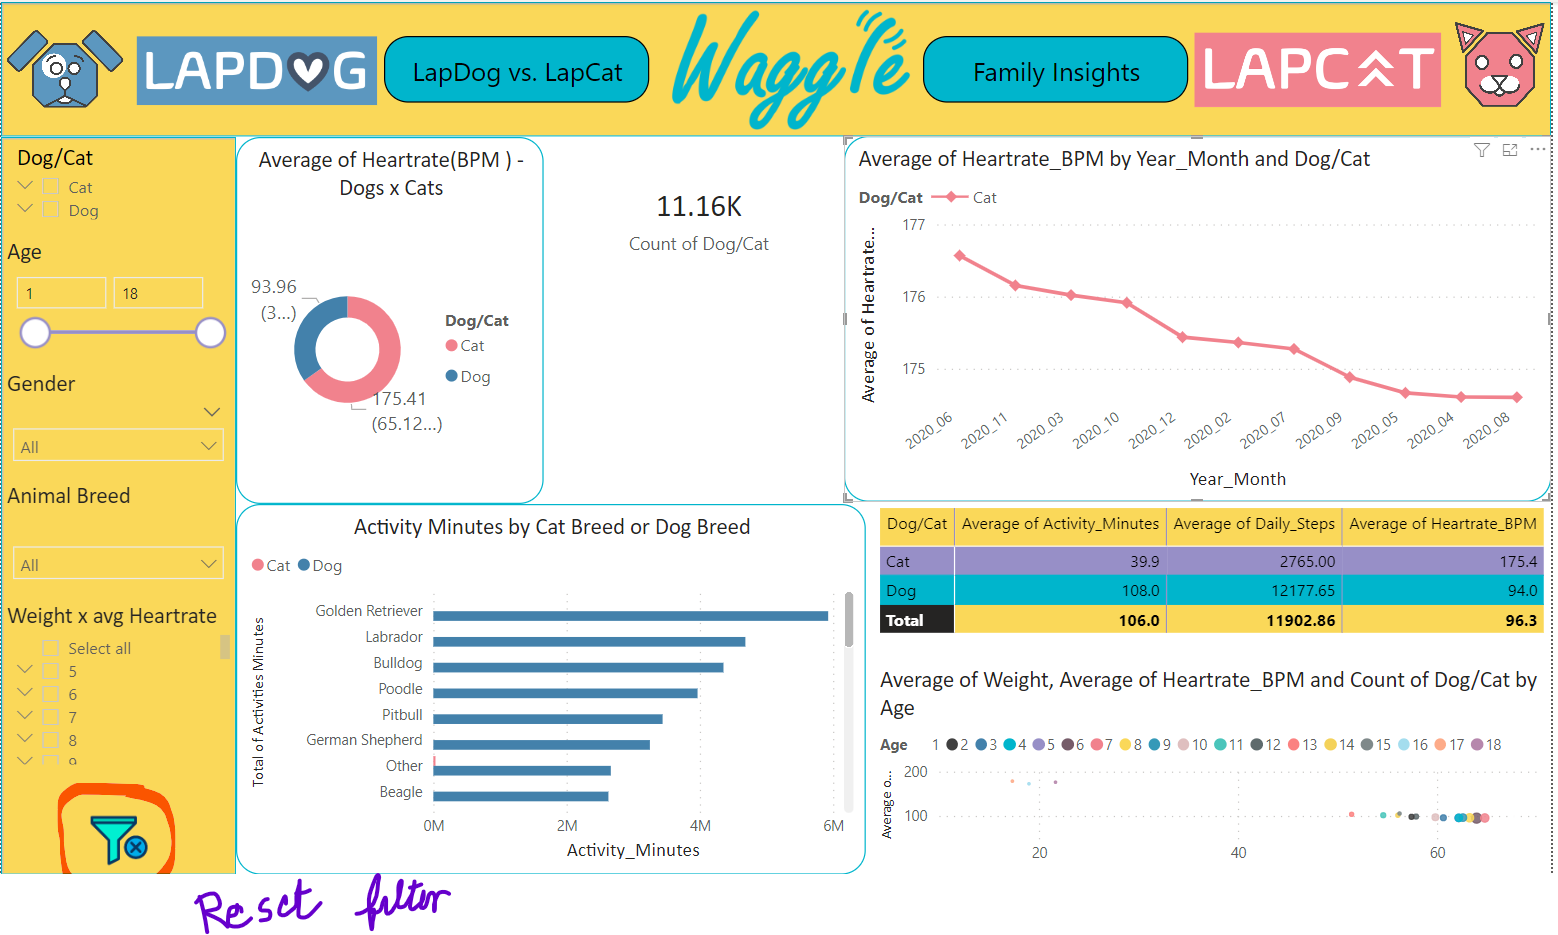 LAPDOG
LapDog vs. LapCat
Waggle
Family Insights
LAPCAT
Dog/Cat
Cat
Dog
Age
1
18
Gender
All
Animal Breed
All
Weight x avg Heartrate
Select all
5
6
7
8
9
Average of Heartrate(BPM ) -
Dogs x Cats
93.96
(3...)
175.41
(65.12...)
Dog/Cat
Cat
Dog
11.16K
Count of Dog/Cat
Average of Heartrate_BPM by Year_Month and Dog/Cat
Dog/Cat Cat
Average of Heartrate...
177
176
175
2020_06 2020_11 2020_03 2020_10 2020_12 2020_02 2020_07 2020_09 2020_05 2020_04 2020_08
Year_Month
Activity Minutes by Cat Breed or Dog Breed
Cat Dog
Total of Activities Minutes
Golden Retriever
Labrador
Bulldog
Poodle
Pitbull
German Shepherd
Other
Beagle
0M 2M 4M 6M
Activity_Minutes
Dog/Cat Average of Activity_Minutes Average of Daily_Steps Average of Heartrate_BPM
Cat 39.9 2765.00 175.4
Dog 108.0 12177.65 94.0
Total 106.0 11902.86 96.3
Average of Weight, Average of Heartrate_BPM and Count of Dog/Cat by
Age
Age 1 2 3 4 5 6 7 8 9 10 11 12 13 14 15 16 17 18
Average o...
200
100
20 40 60
Reset filter